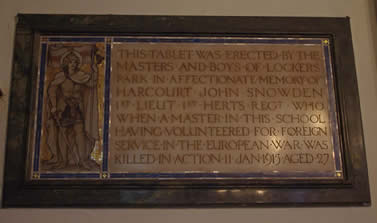 THIS TABLET WAS ERECTED BY THE
MASTERS AND BOYS OF LOCKERS
PARK IN AFFECTIONATE MEMORY OF
HARCOURT JOHN SNOWDEN
1ST LIEUT 1ST HERTS REGT WHO
WHEN A MASTER IN THIS SCHOOL
HAVING VOLUNTEERED FOR FOREIGN
SERVICE IN THE EUROPEAN WAR WAS
KILLED IN ACTION 11 JAN 1915 AGED 27